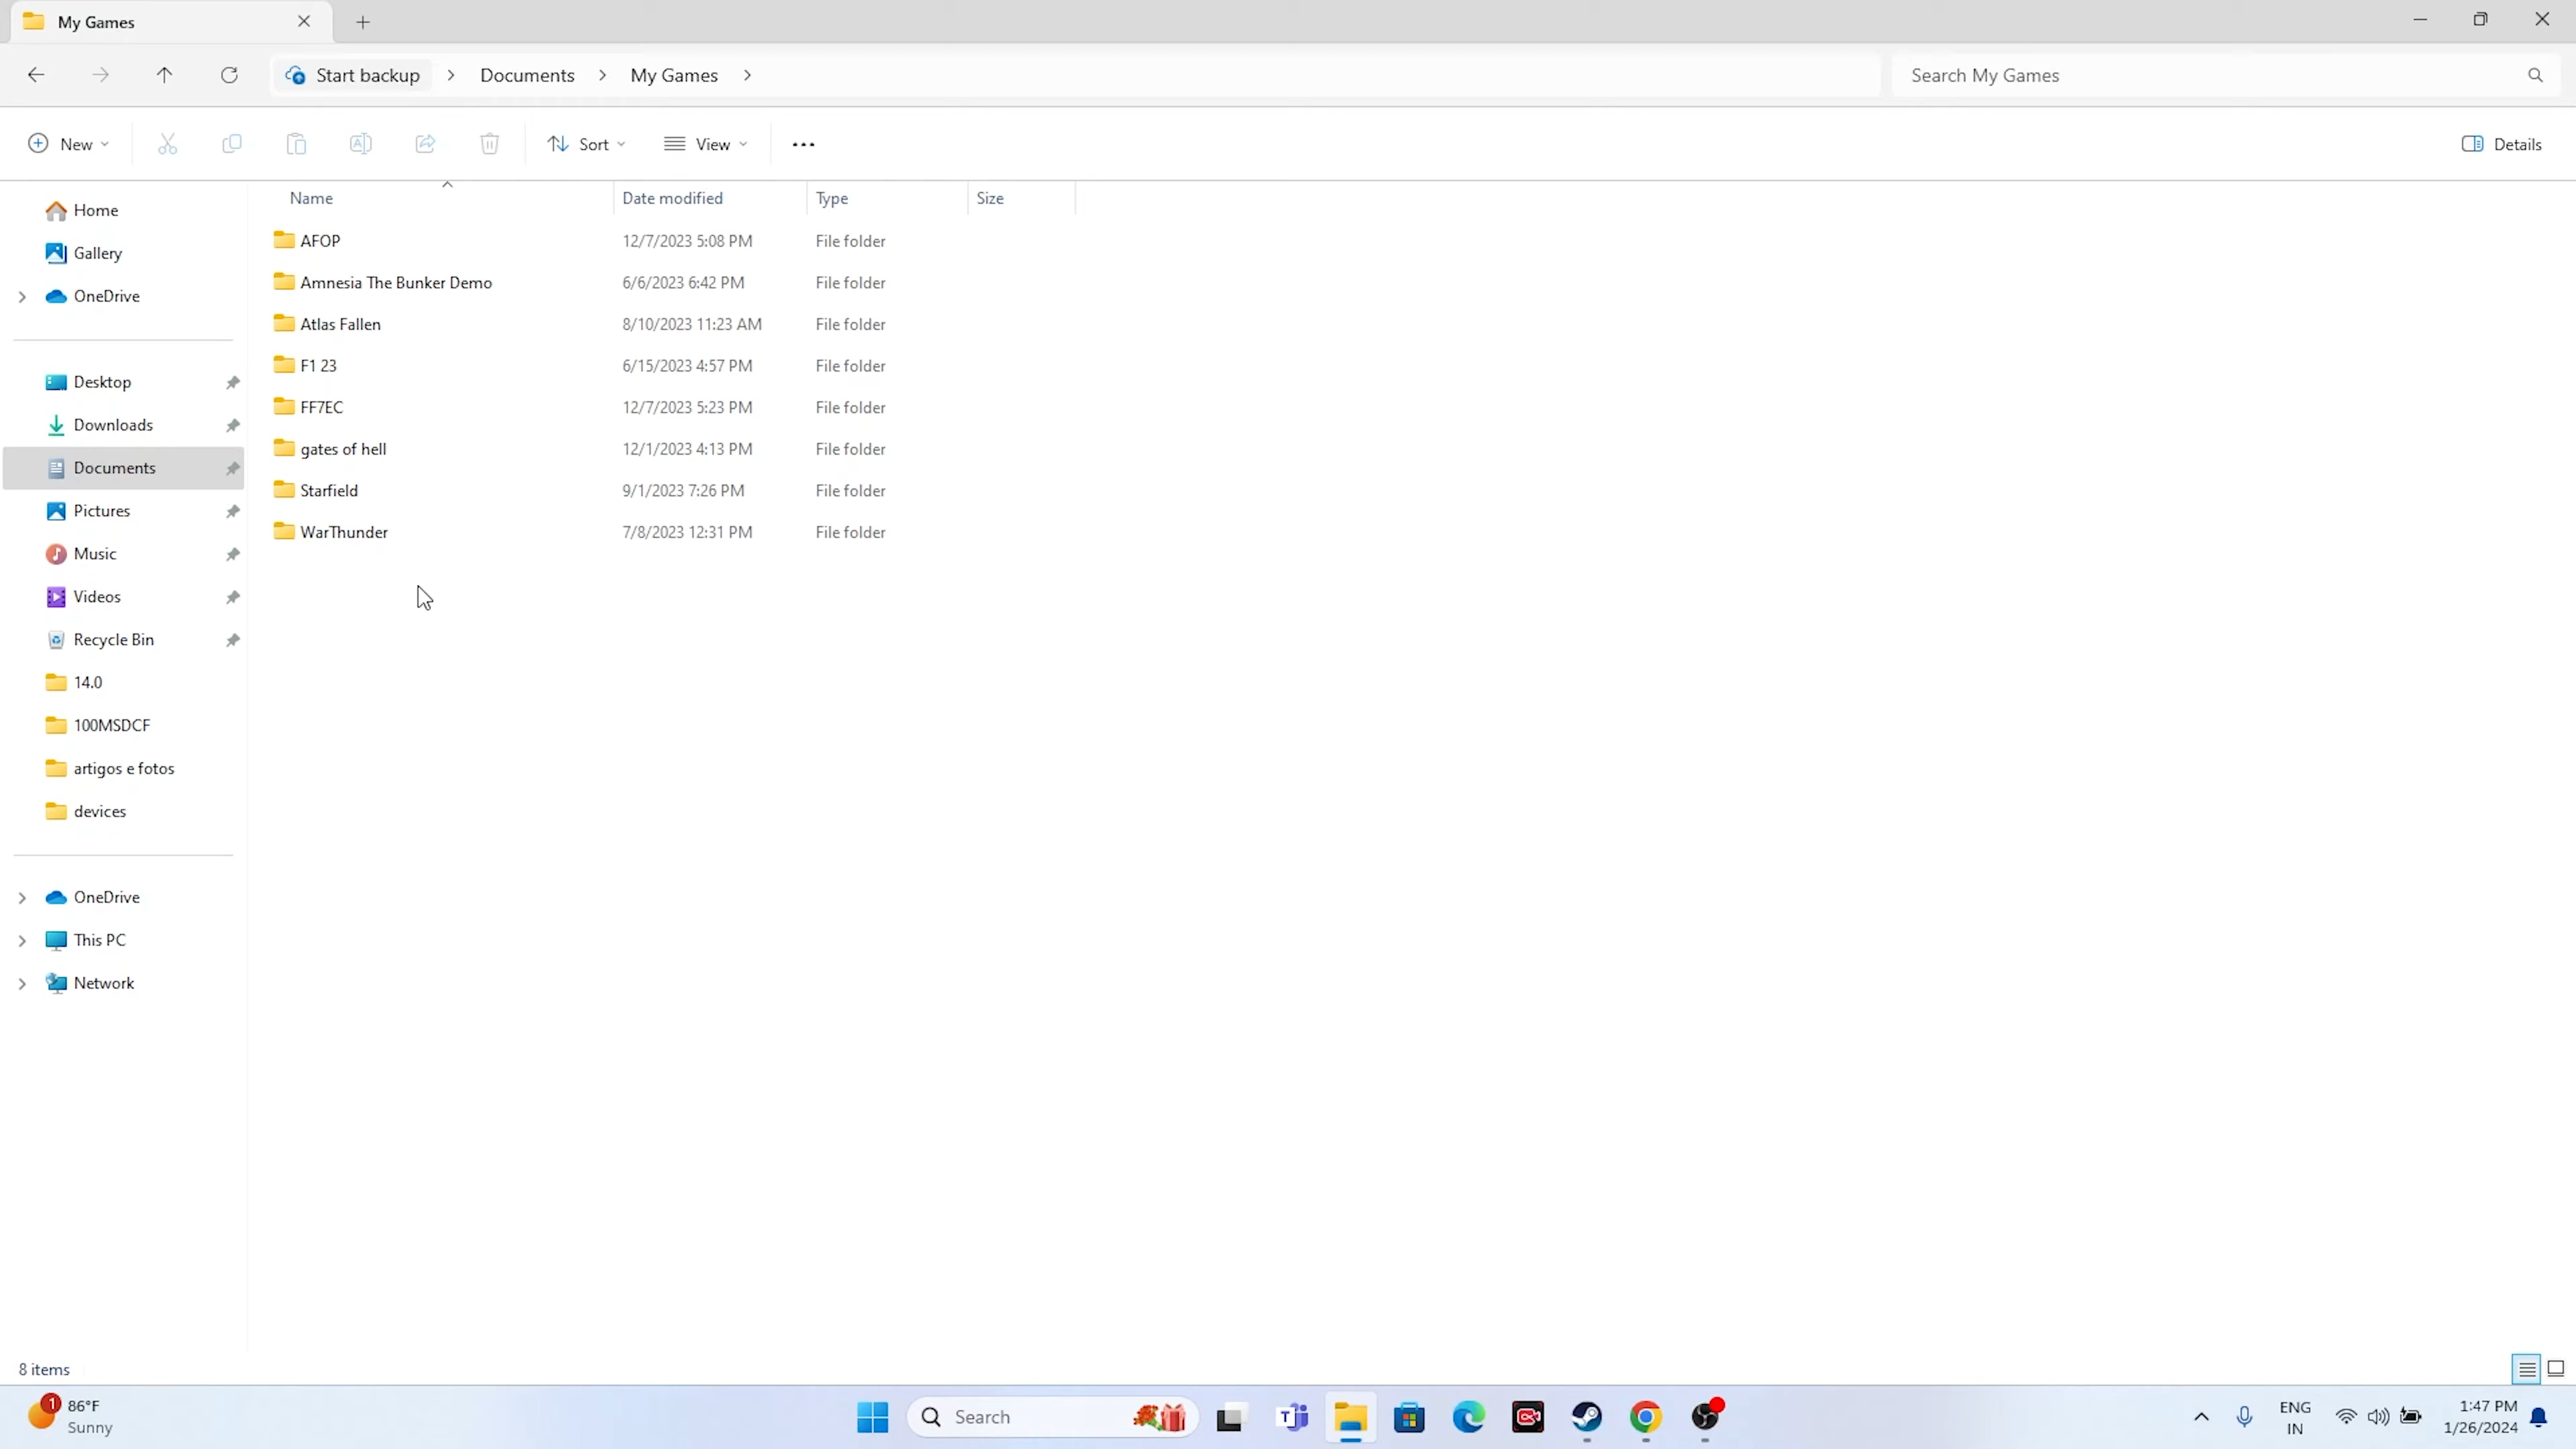 My Games
Start backup > Documents > My Games >
Search My Games
New
Sort
View
Details
Name Date modified Type Size
Home
Gallery
OneDrive
Desktop
Downloads
Documents
Pictures
Music
Videos
Recycle Bin
14.0
100MSDCF
artigos e fotos
devices
OneDrive
This PC
Network
AFOP 12/7/2023 5:08 PM File folder
Amnesia The Bunker Demo 6/6/2023 6:42 PM File folder
Atlas Fallen 8/10/2023 11:23 AM File folder
F1 23 6/15/2023 4:57 PM File folder
FF7EC 12/7/2023 5:23 PM File folder
gates of hell 12/1/2023 4:13 PM File folder
Starfield 9/1/2023 7:26 PM File folder
WarThunder 7/8/2023 12:31 PM File folder
8 items
1
86°F
Sunny
Search
ENG
IN
1:47 PM
1/26/2024